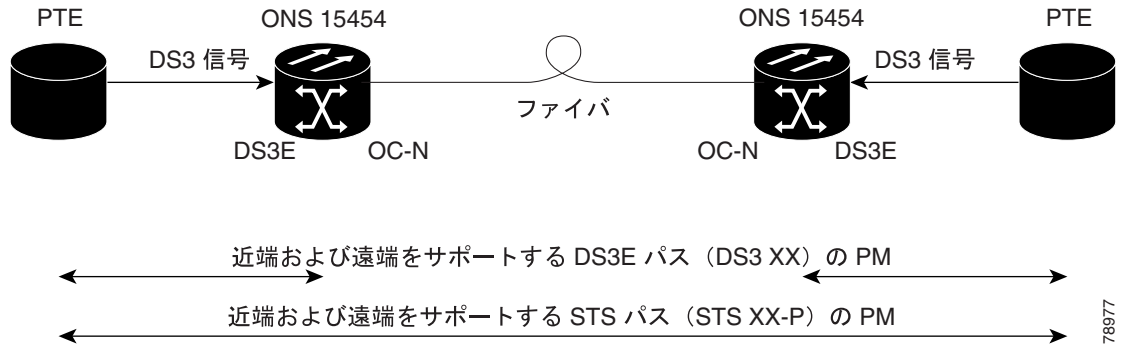 PTE ONS 15454 ONS 15454 PTE
DS3 信号 DS3 信号
ファイバ
DS3E OC-N OC-N DS3E
近端および遠端をサポートする DS3E パス（DS3 XX）の PM
近端および遠端をサポートする STS パス（STS XX-P）の PM
78977